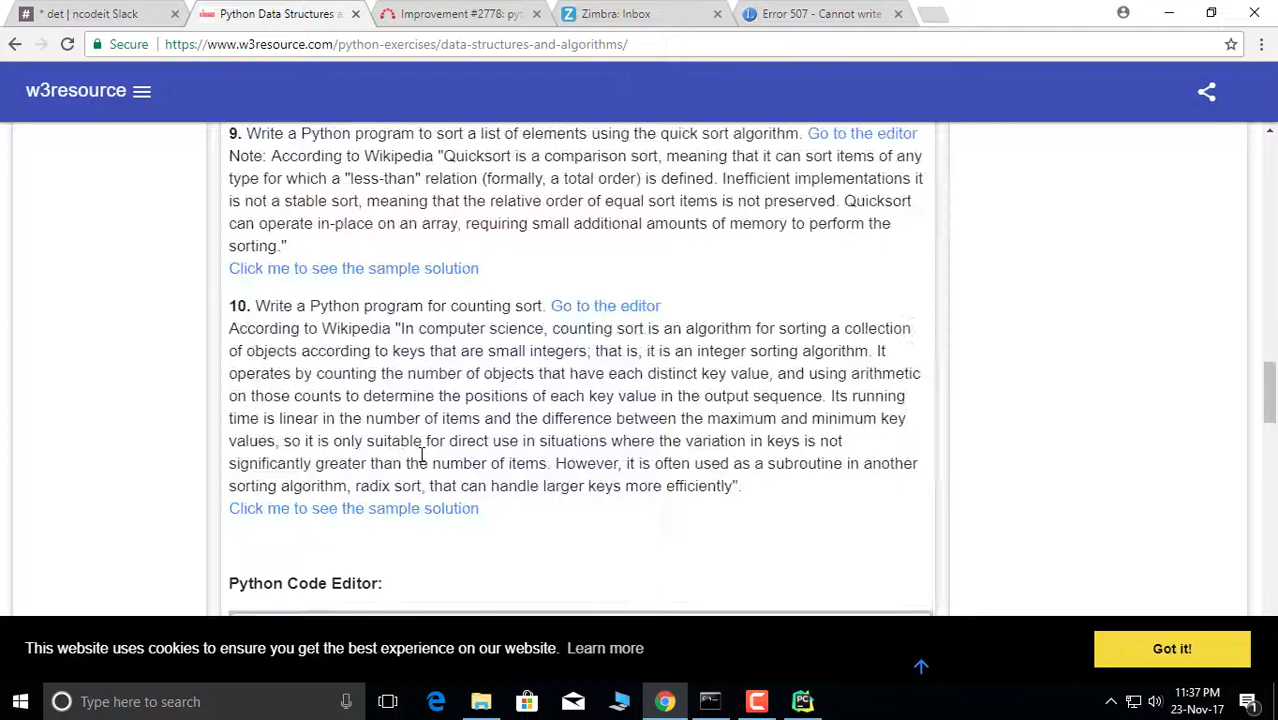 * det | ncodeit Slack
Python Data Structures a
Improvement #2778: pyt
Zimbra: Inbox
Error 507 - Cannot write
Secure
https://www.w3resource.com/python-exercises/data-structures-and-algorithms/
w3resource
9. Write a Python program to sort a list of elements using the quick sort algorithm. Go to the editor
Note: According to Wikipedia "Quicksort is a comparison sort, meaning that it can sort items of any
type for which a "less-than" relation (formally, a total order) is defined. Inefficient implementations it
is not a stable sort, meaning that the relative order of equal sort items is not preserved. Quicksort
can operate in-place on an array, requiring small additional amounts of memory to perform the
sorting."
Click me to see the sample solution
10. Write a Python program for counting sort. Go to the editor
According to Wikipedia "In computer science, counting sort is an algorithm for sorting a collection
of objects according to keys that are small integers; that is, it is an integer sorting algorithm. It
operates by counting the number of objects that have each distinct key value, and using arithmetic
on those counts to determine the positions of each key value in the output sequence. Its running
time is linear in the number of items and the difference between the maximum and minimum key
values, so it is only suitable for direct use in situations where the variation in keys is not
significantly greater than the number of items. However, it is often used as a subroutine in another
sorting algorithm, radix sort, that can handle larger keys more efficiently".
Click me to see the sample solution
Python Code Editor:
This website uses cookies to ensure you get the best experience on our website. Learn more
Got it!
Type here to search
11:37 PM
23-Nov-17